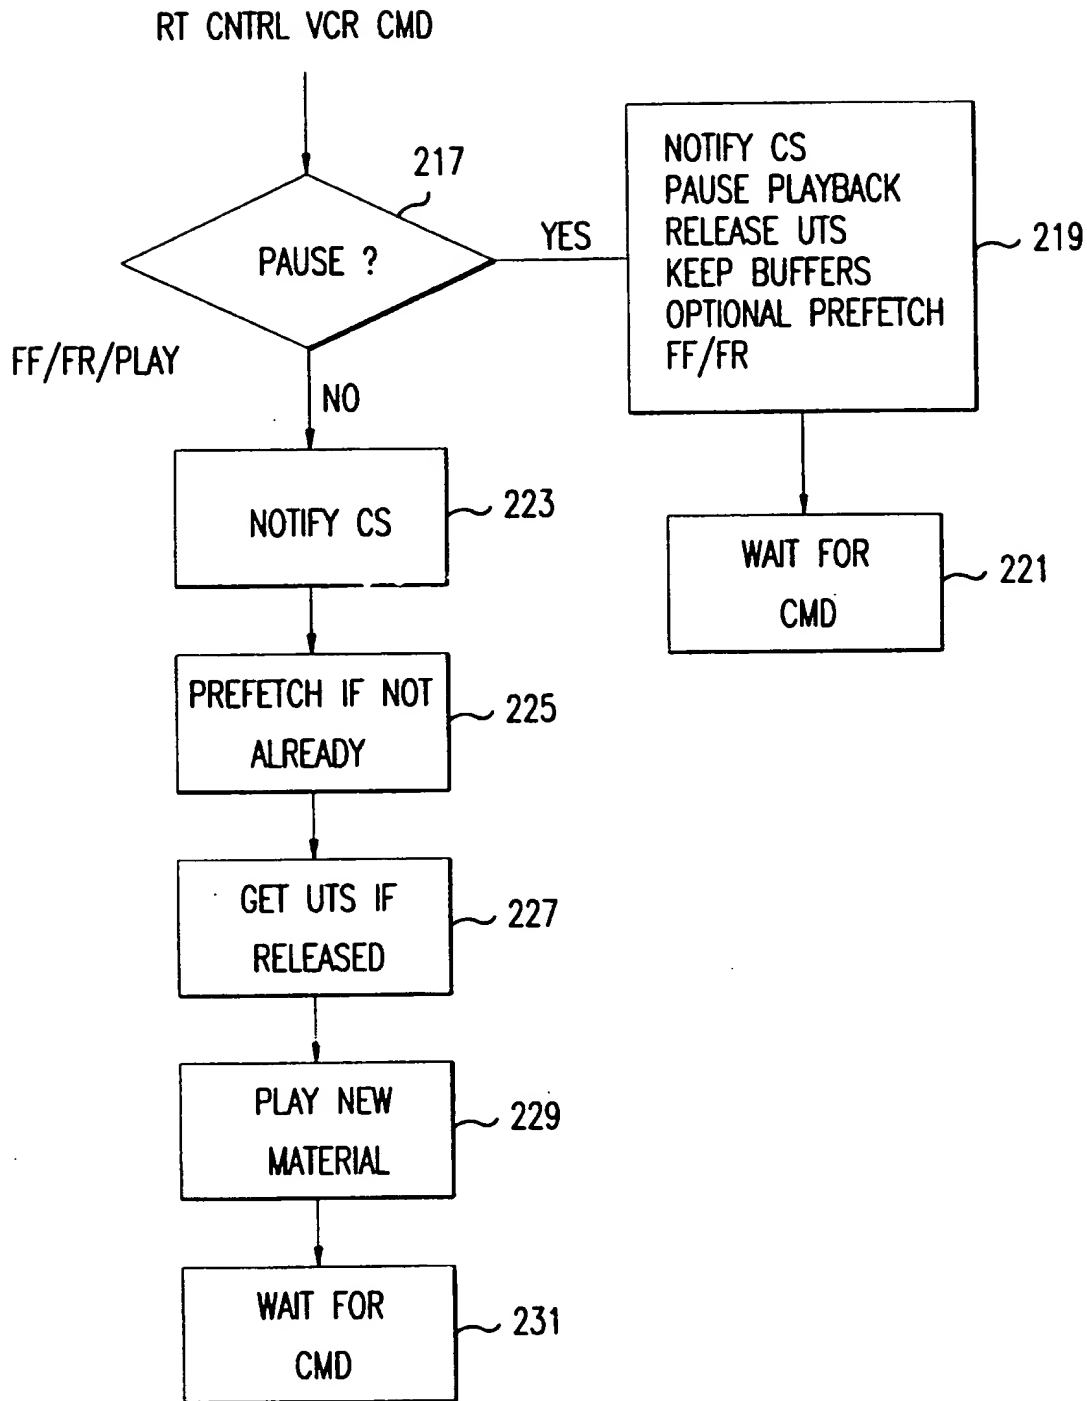 RT CNTRL VCR CMD
217
PAUSE ?
YES
NOTIFY CS
PAUSE PLAYBACK
RELEASE UTS
KEEP BUFFERS
OPTIONAL PREFETCH
FF/FR
219
FF/FR/PLAY
NO
WAIT FOR
CMD
221
NOTIFY CS
223
PREFETCH IF NOT
ALREADY
225
GET UTS IF
RELEASED
227
PLAY NEW
MATERIAL
229
WAIT FOR
CMD
231